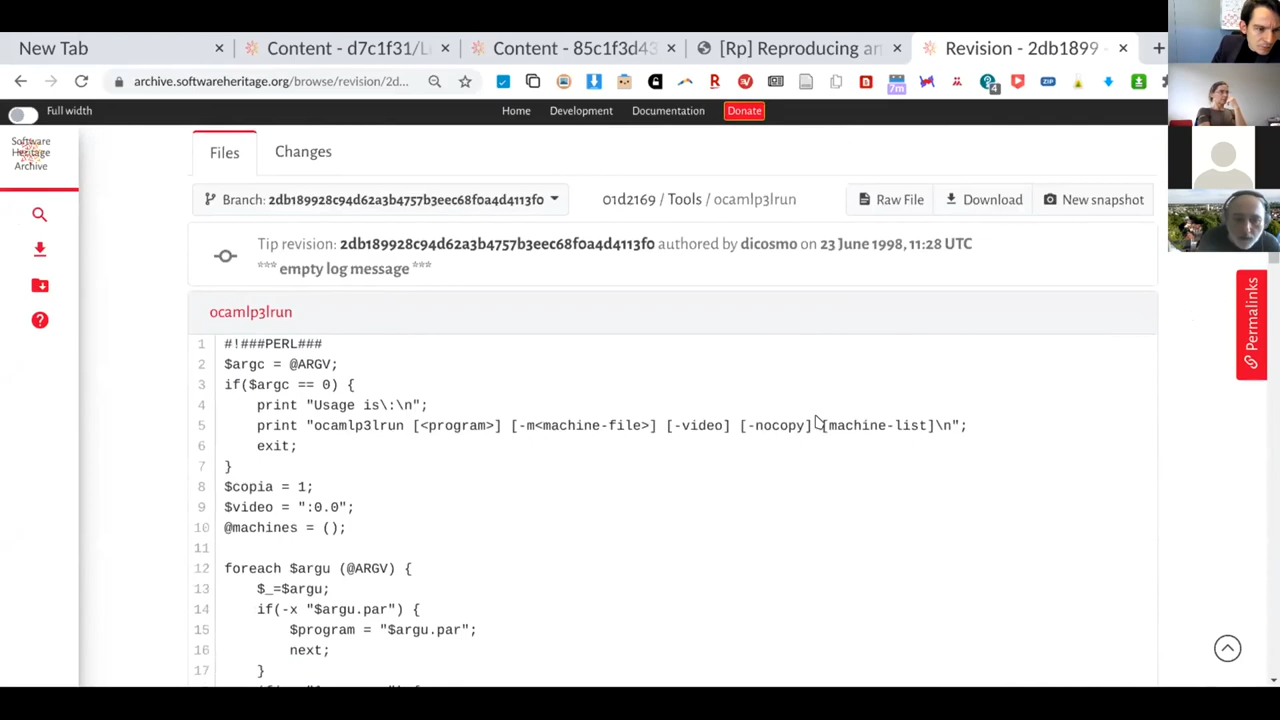 New Tab
Content - d7c1f31/L
Content - 85c1f3d43
[Rp] Reproducing an
Revision - 2db1899
archive.softwareheritage.org/browse/revision/2d...
7m
4
ZIP
Full width
Home
Development
Documentation
Donate
Software
Heritage
Archive
Files
Changes
Branch: 2db189928c94d62a3b4757b3eec68f0a4d4113f0
01d2169 / Tools / ocamlp3lrun
Raw File
Download
New snapshot
Tip revision: 2db189928c94d62a3b4757b3eec68f0a4d4113f0 authored by dicosmo on 23 June 1998, 11:28 UTC
*** empty log message ***
Permalinks
ocamlp3lrun
1 #!###PERL###
2 $argc = @ARGV;
3 if($argc == 0) {
4 print "Usage is\:\n";
5 print "ocamlp3lrun [<program>] [-m<machine-file>] [-video] [-nocopy] [machine-list]\n";
6 exit;
7 }
8 $copia = 1;
9 $video = ":0.0";
10 @machines = ();
11
12 foreach $argu (@ARGV) {
13 $_=$argu;
14 if(-x "$argu.par") {
15 $program = "$argu.par";
16 next;
17 }